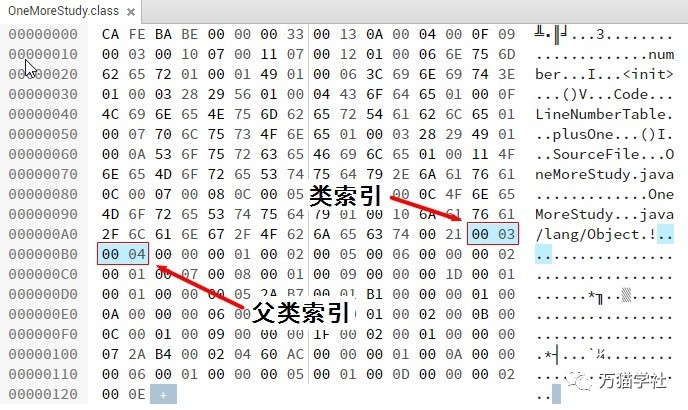 OneMoreStudy.class ×
00000000 CA FE BA BE 00 00 00 33 00 13 0A 00 04 00 0F 09 ╩■║╛...3........
00000010 00 03 00 10 07 00 11 07 00 12 01 00 06 6E 75 6D .............num
00000020 62 65 72 01 00 01 49 01 00 06 3C 69 6E 69 74 3E ber...I...<init>
00000030 01 00 03 28 29 56 01 00 04 43 6F 64 65 01 00 0F ...()V...Code...
00000040 4C 69 6E 65 4E 75 6D 62 65 72 54 61 62 6C 65 01 LineNumberTable.
00000050 00 07 70 6C 75 73 4F 6E 65 01 00 03 28 29 49 01 ..plusOne...()I.
00000060 00 0A 53 6F 75 72 63 65 46 69 6C 65 01 00 11 4F ..SourceFile...O
00000070 6E 65 4D 6F 72 65 53 74 75 64 79 2E 6A 61 76 61 neMoreStudy.java
00000080 0C 00 07 00 08 0C 00 05 00 0C 4F 6E 65 .............One
类索引
00000090 4D 6F 72 65 53 74 75 64 79 01 00 10 6A 61 76 61 MoreStudy...java
000000A0 2F 6C 61 6E 67 2F 4F 62 6A 65 63 74 00 21 00 03 /lang/Object.!..
000000B0 00 04 00 00 00 01 00 02 00 05 00 06 00 00 00 02 ................
000000C0 00 01 00 07 00 08 00 01 00 09 00 00 00 1D 00 01 ................
000000D0 00 01 00 00 00 05 2A B7 00 01 B1 00 00 00 01 00 ......*╖..▒.....
父类索引
000000E0 0A 00 00 00 06 00 01 00 02 00 0B 00 ................
000000F0 0C 00 01 00 09 00 00 00 1F 00 02 00 01 00 00 00 ................
00000100 07 2A B4 00 02 04 60 AC 00 00 00 01 00 0A 00 00 .*┤...`¼........
00000110 00 06 00 01 00 00 00 05 00 01 00 0D 00 00 00 02
00000120 00 0E + ..
万猫学社